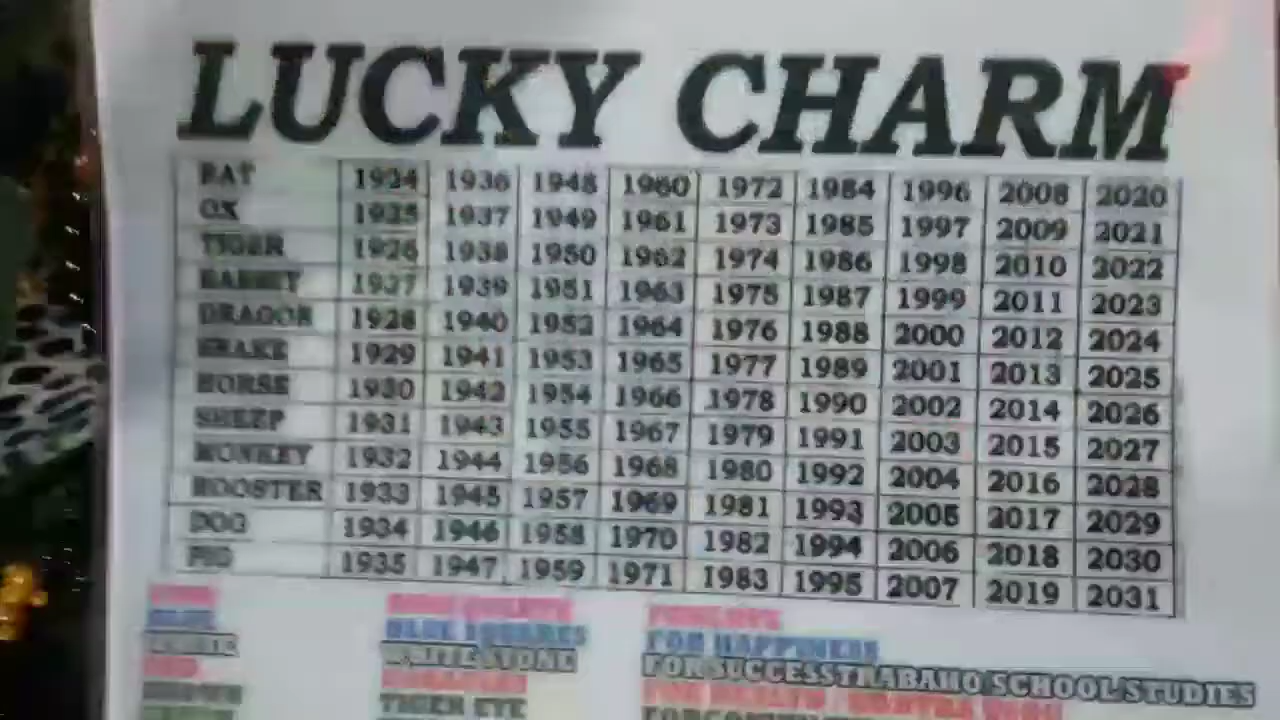 LUCKY CHARM
RAT 1924 1936 1948 1960 1972 1984 1996 2008 2020
OX 1925 1937 1949 1961 1973 1985 1997 2009 2021
TIGER 1926 1938 1950 1962 1974 1986 1998 2010 2022
RABBIT 1927 1939 1951 1963 1975 1987 1999 2011 2023
DRAGON 1928 1940 1952 1964 1976 1988 2000 2012 2024
SNAKE 1929 1941 1953 1965 1977 1989 2001 2013 2025
HORSE 1930 1942 1954 1966 1978 1990 2002 2014 2026
SHEEP 1931 1943 1955 1967 1979 1991 2003 2015 2027
MONKEY 1932 1944 1956 1968 1980 1992 2004 2016 2028
ROOSTER 1933 1945 1957 1969 1981 1993 2005 2017 2029
DOG 1934 1946 1958 1970 1982 1994 2006 2018 2030
PIG 1935 1947 1959 1971 1983 1995 2007 2019 2031
BLUE FOR HAPPINESS
WHITE STONE FOR SUCCESS TRABAHO SCHOOL STUDIES
RED
BROWN TIGER EYE